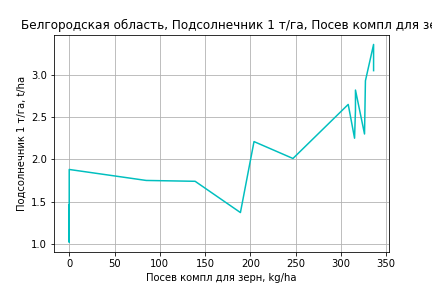 Белгородская область, Подсолнечник 1 т/га, Посев компл для зе
3.0
2.5
2.0
1.5
1.0
Подсолнечник 1 т/га, t/ha
0 50 100 150 200 250 300 350
Посев компл для зерн, kg/ha